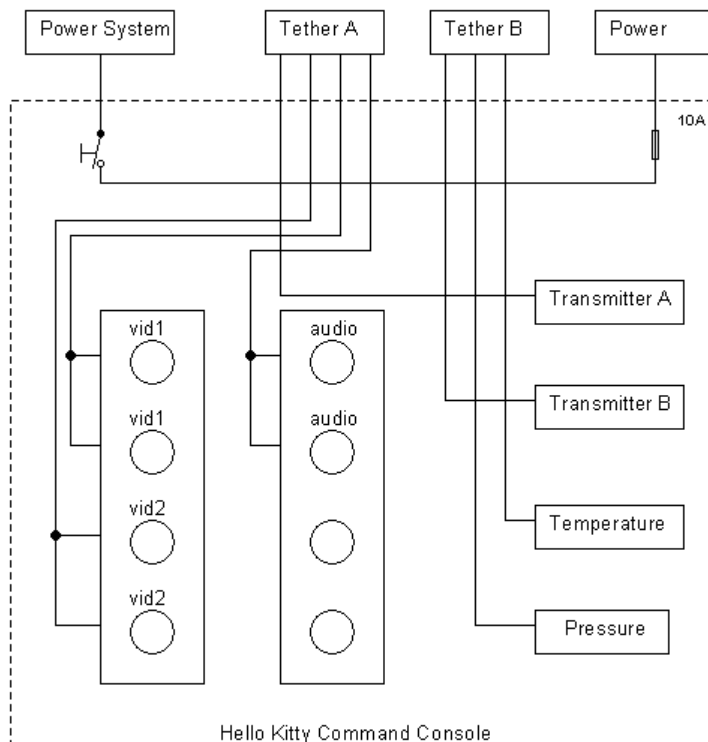 Power System
Tether A
Tether B
Power
10A
Transmitter A
vid1
audio
vid1
audio
Transmitter B
vid2
Temperature
vid2
Pressure
Hello Kitty Command Console